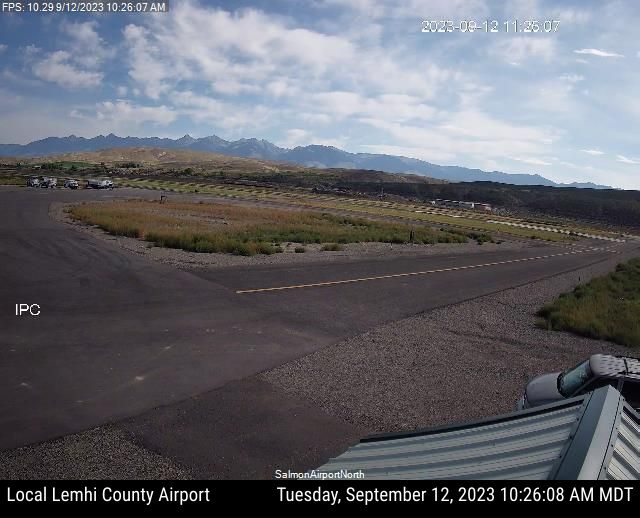 FPS: 10.29 9/12/2023 10:26:07 AM
2023-09-12 11:25:07
IPC
SalmonAirportNorth
Local Lemhi County Airport Tuesday, September 12, 2023 10:26:08 AM MDT